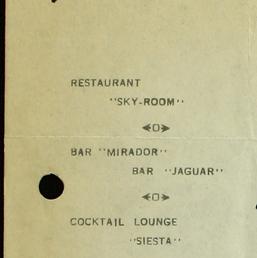 RESTAURANT
"SKY-ROOM"
BAR "MIRADOR"
BAR "JAGUAR"
COCKTAIL LOUNGE
"SIESTA"